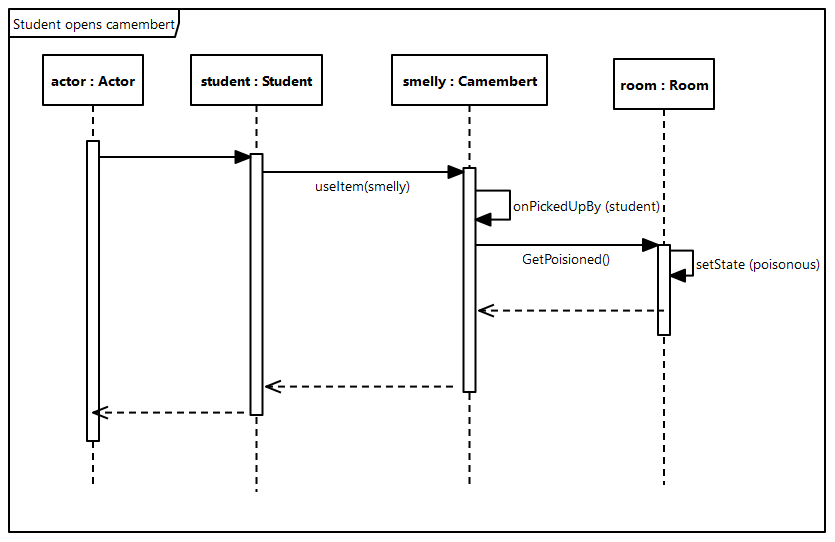 Student opens camembert
actor : Actor
student : Student
smelly : Camembert
room : Room
useItem(smelly)
onPickedUpBy (student)
GetPoisioned()
setState (poisonous)